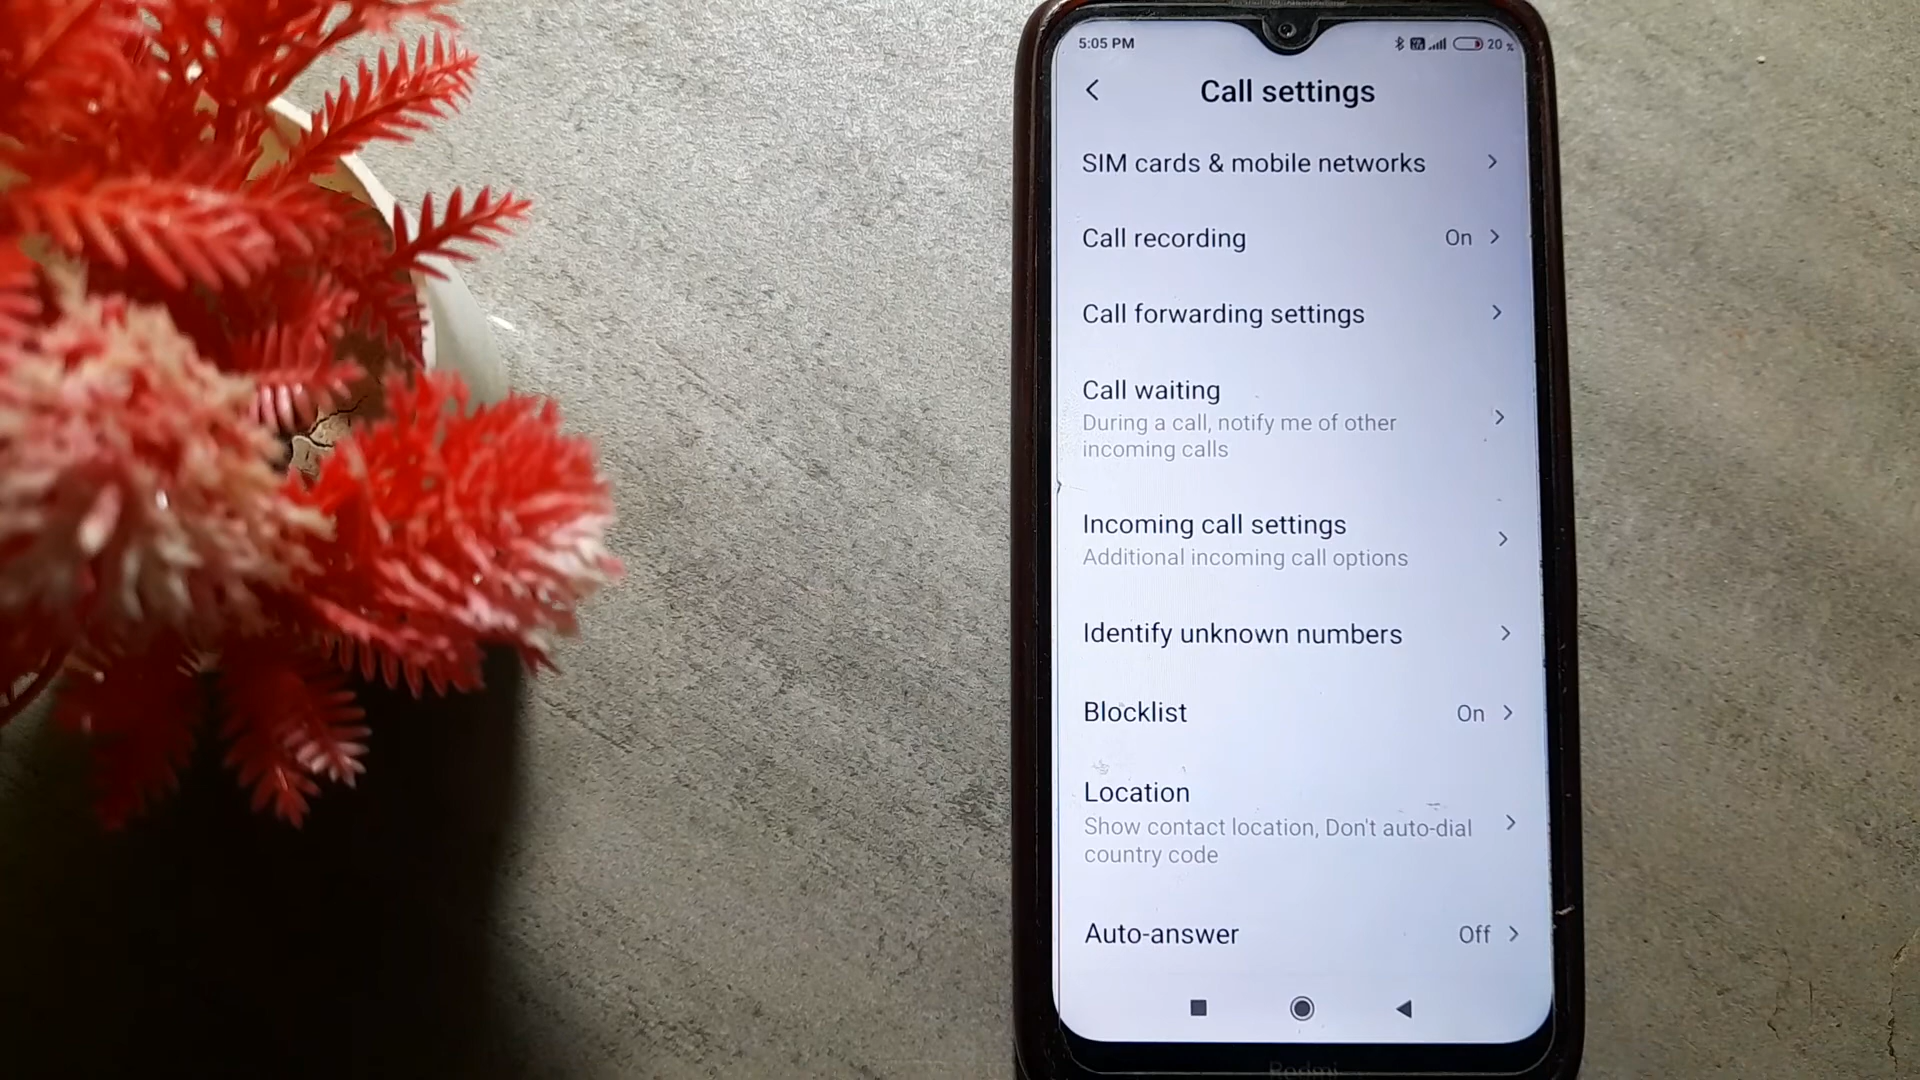 5:05 PM
20 %
Call settings
SIM cards & mobile networks
Call recording On
Call forwarding settings
Call waiting
During a call, notify me of other
incoming calls
Incoming call settings
Additional incoming call options
Identify unknown numbers
Blocklist On
Location
Show contact location, Don't auto-dial
country code
Auto-answer Off
Redmi